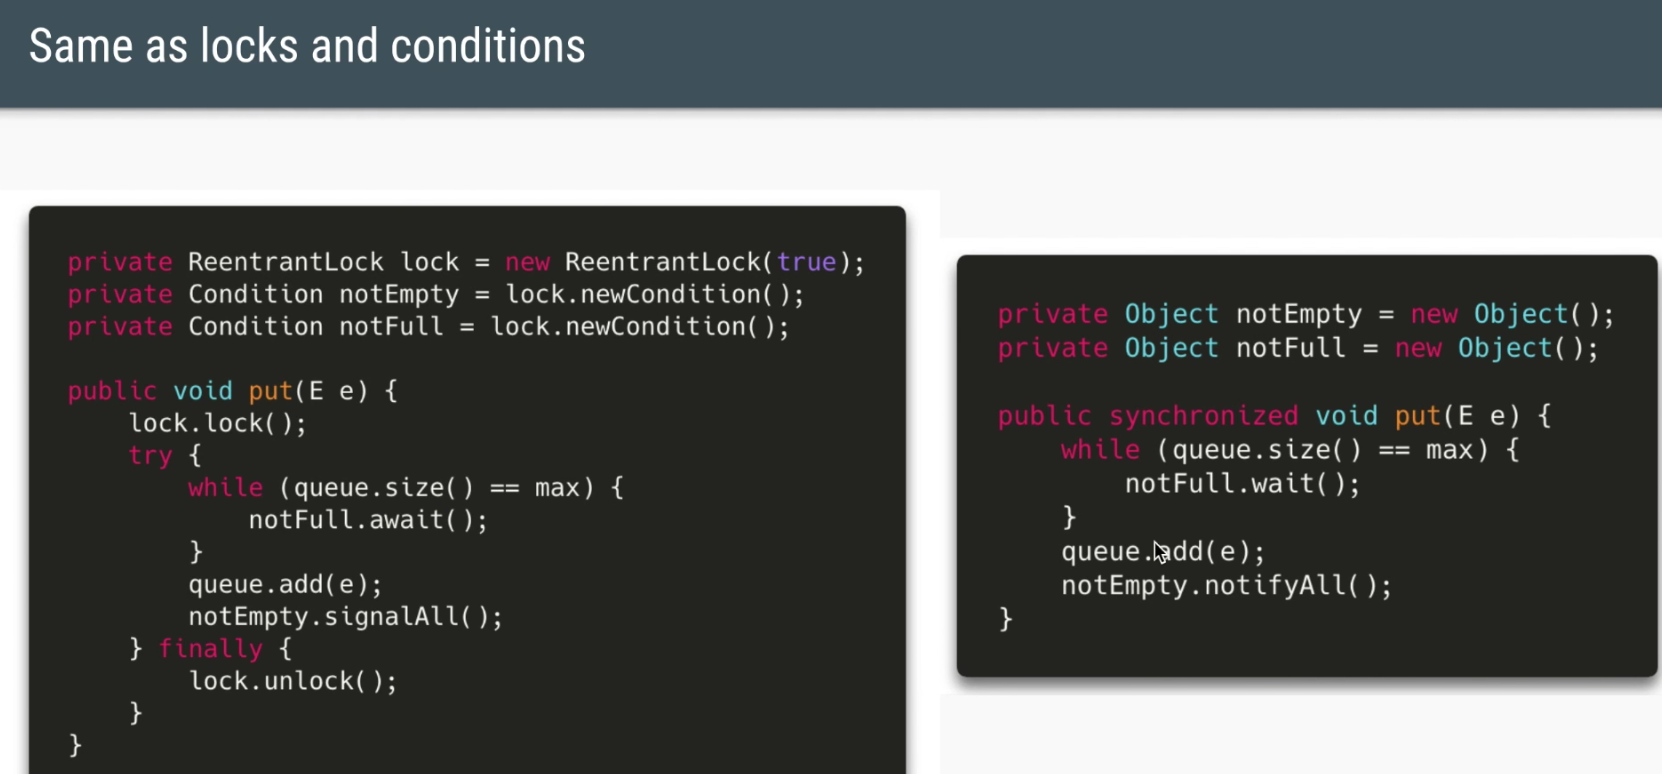 Same as locks and conditions
private ReentrantLock lock = new ReentrantLock(true);
private Condition notEmpty = lock.newCondition();
private Condition notFull = lock.newCondition();
public void put(E e) {
lock.lock();
try {
while (queue.size() == max) {
notFull.await();
}
queue.add(e);
notEmpty.signalAll();
} finally {
lock.unlock();
}
}
private Object notEmpty = new Object();
private Object notFull = new Object();
public synchronized void put(E e) {
while (queue.size() == max) {
notFull.wait();
}
queue.add(e);
notEmpty.notifyAll();
}